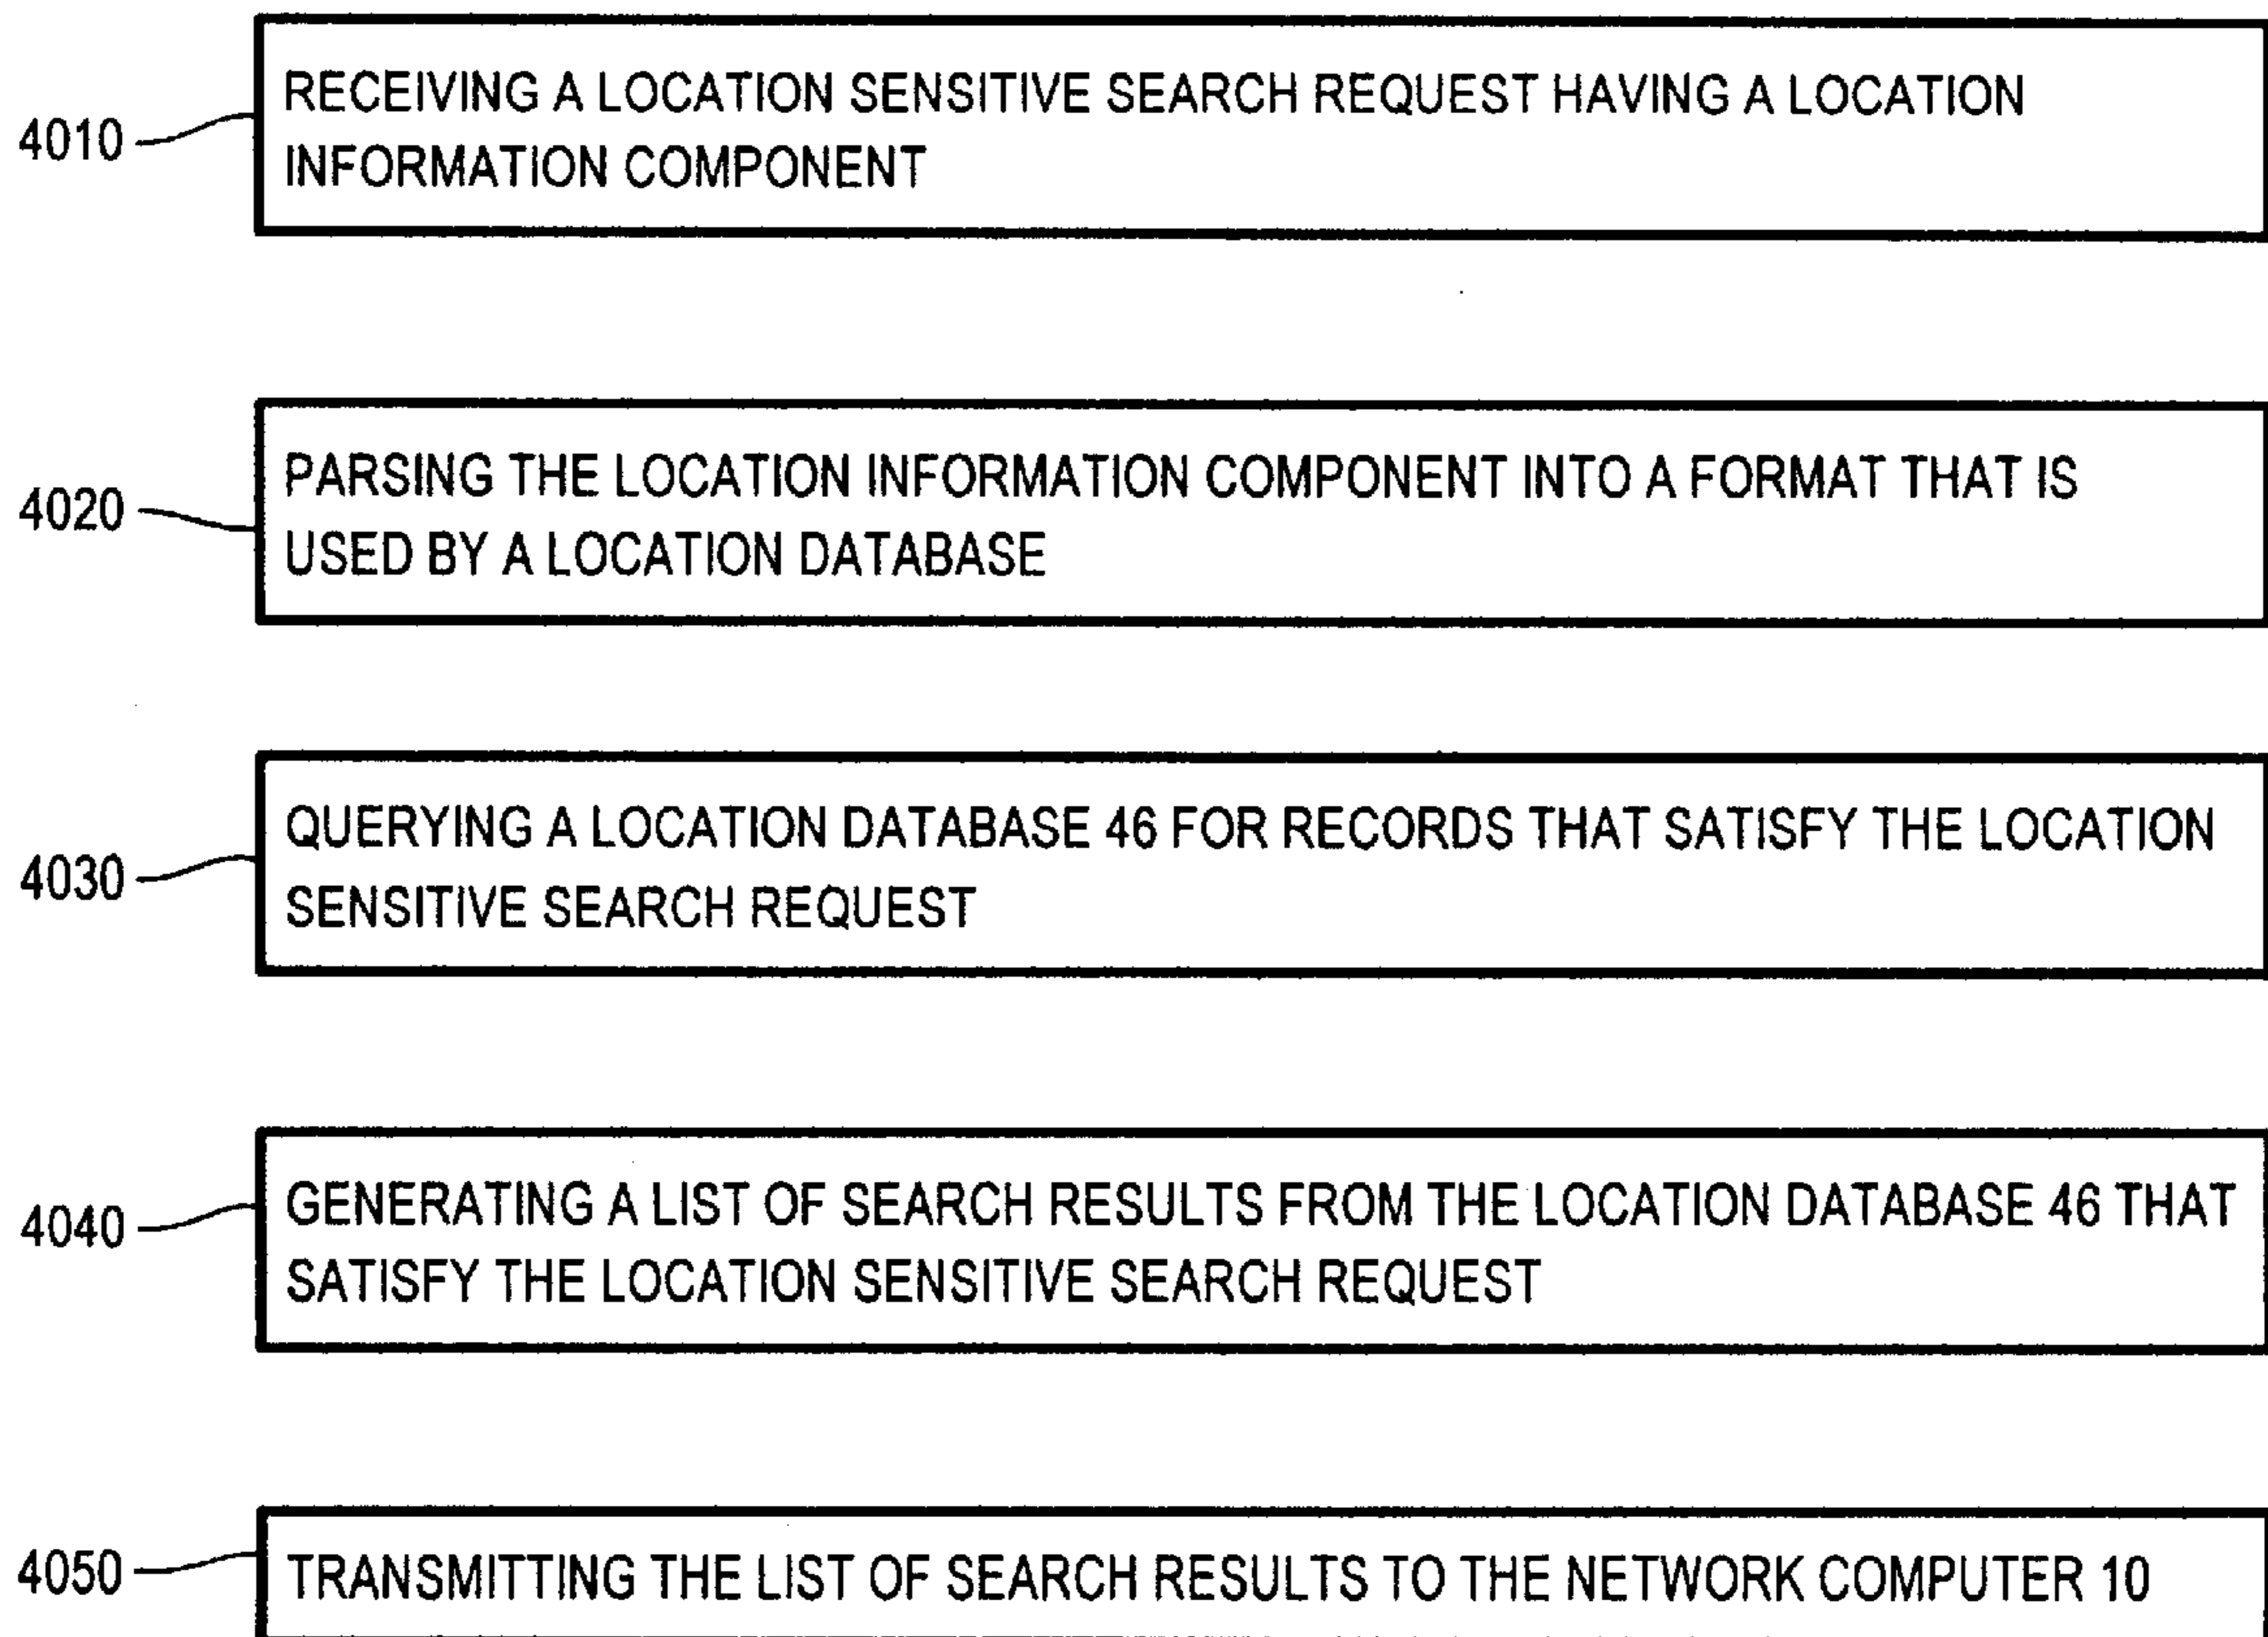 4010
RECEIVING A LOCATION SENSITIVE SEARCH REQUEST HAVING A LOCATION
INFORMATION COMPONENT
4020
PARSING THE LOCATION INFORMATION COMPONENT INTO A FORMAT THAT IS
USED BY A LOCATION DATABASE
4030
QUERYING A LOCATION DATABASE 46 FOR RECORDS THAT SATISFY THE LOCATION
SENSITIVE SEARCH REQUEST
4040
GENERATING A LIST OF SEARCH RESULTS FROM THE LOCATION DATABASE 46 THAT
SATISFY THE LOCATION SENSITIVE SEARCH REQUEST
4050
TRANSMITTING THE LIST OF SEARCH RESULTS TO THE NETWORK COMPUTER 10